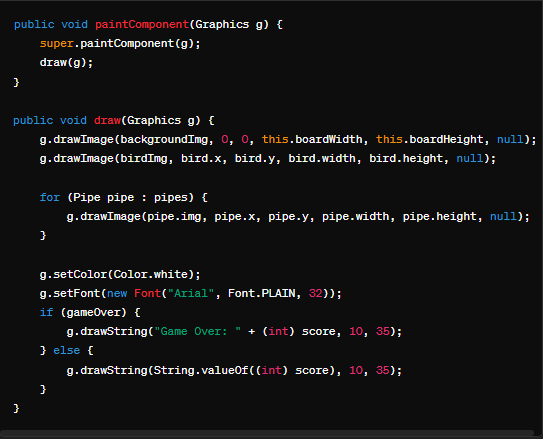 public void paintComponent(Graphics g) {
    super.paintComponent(g);
    draw(g);
}

public void draw(Graphics g) {
    g.drawImage(backgroundImg, 0, 0, this.boardWidth, this.boardHeight, null);
    g.drawImage(birdImg, bird.x, bird.y, bird.width, bird.height, null);

    for (Pipe pipe : pipes) {
        g.drawImage(pipe.img, pipe.x, pipe.y, pipe.width, pipe.height, null);
    }

    g.setColor(Color.white);
    g.setFont(new Font("Arial", Font.PLAIN, 32));
    if (gameOver) {
        g.drawString("Game Over: " + (int) score, 10, 35);
    } else {
        g.drawString(String.valueOf((int) score), 10, 35);
    }
}